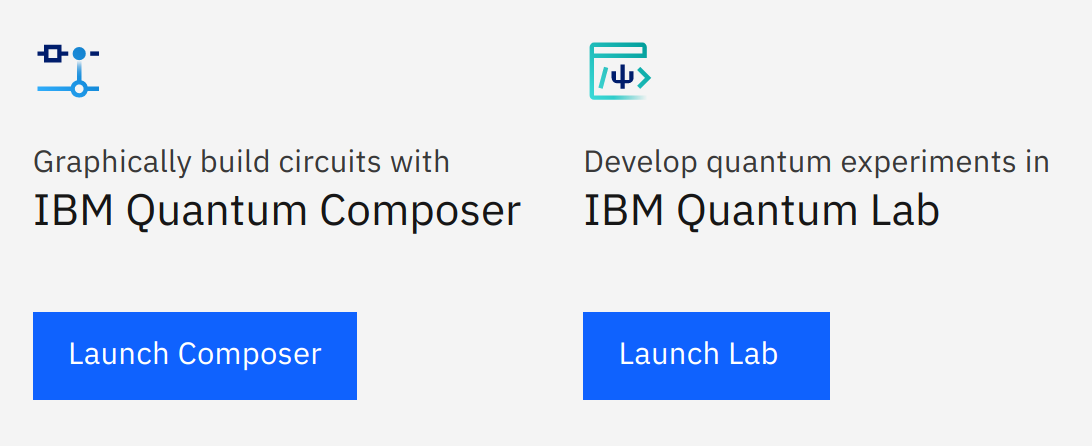 Graphically build circuits with
IBM Quantum Composer
Launch Composer
Develop quantum experiments in
IBM Quantum Lab
Launch Lab